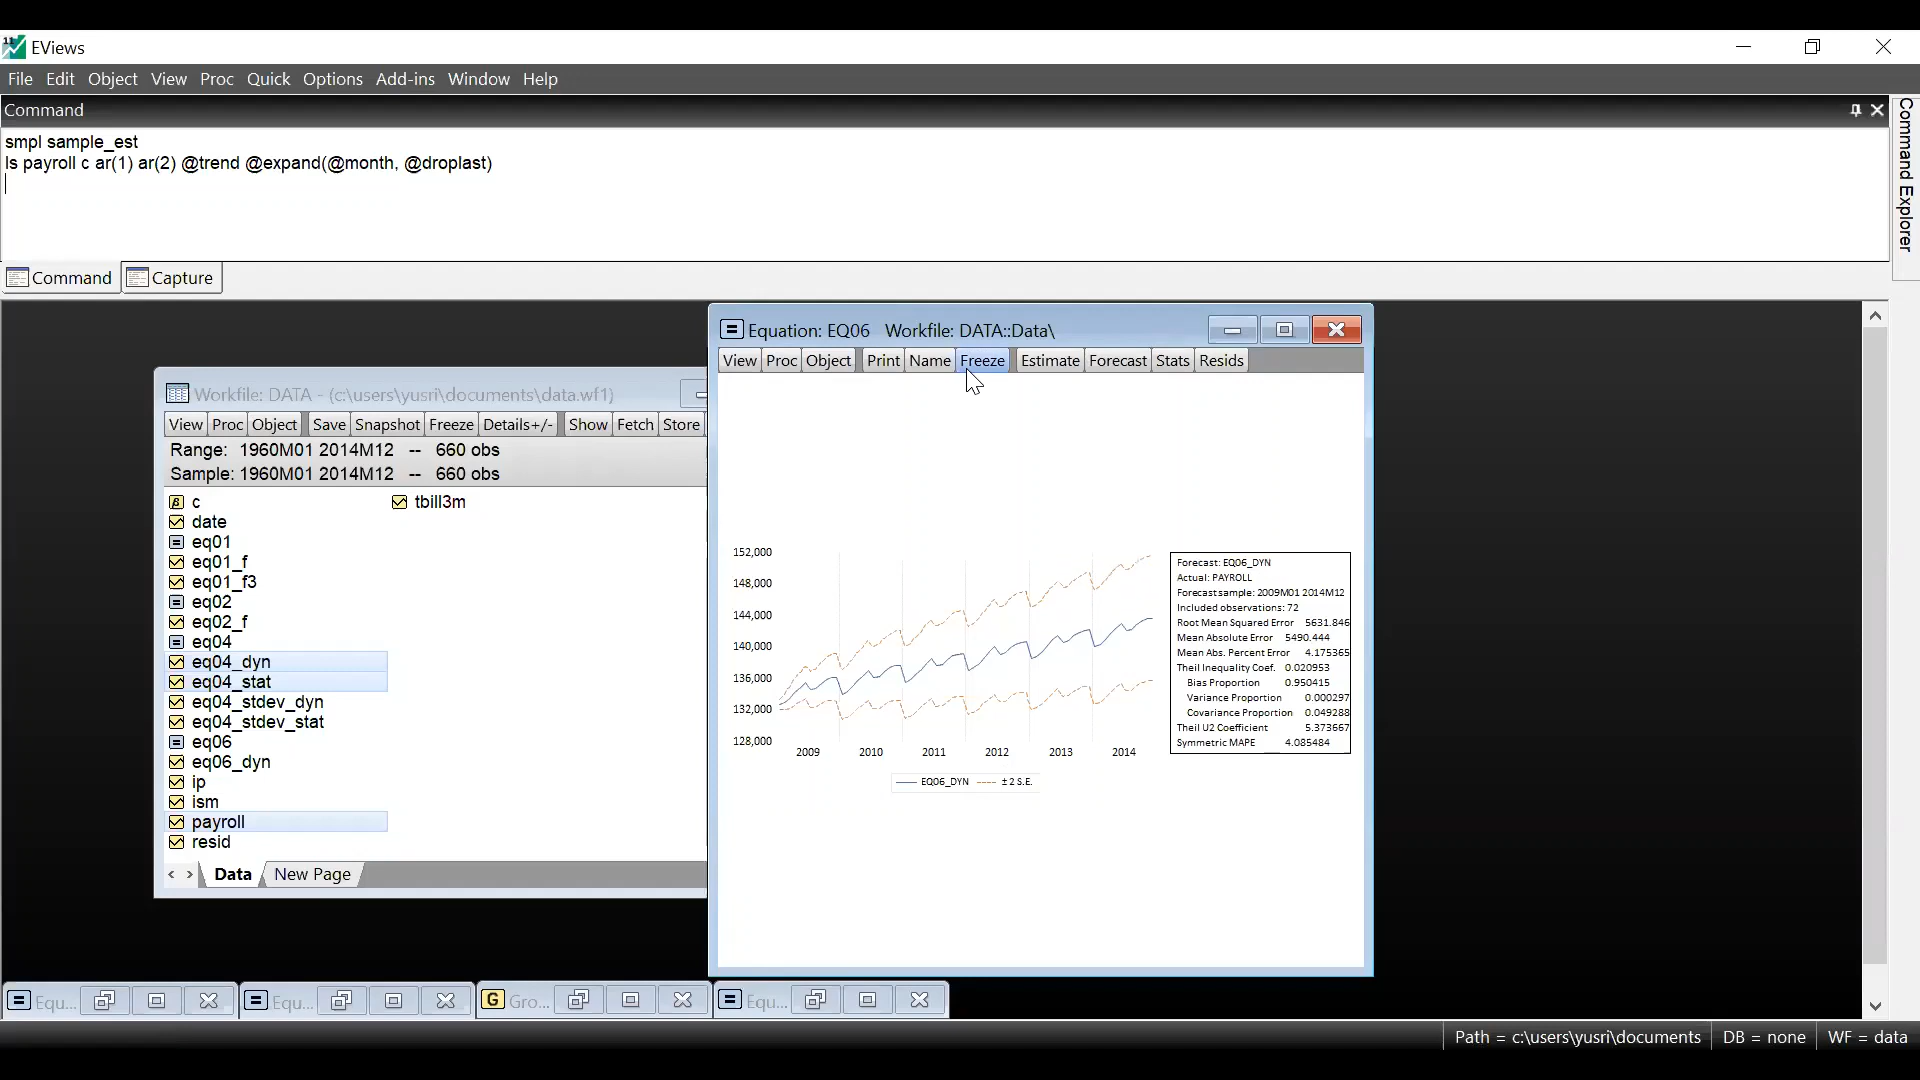 EViews
File Edit Object View Proc Quick Options Add-ins Window Help
Command
smpl sample_est
ls payroll c ar(1) ar(2) @trend @expand(@month, @droplast)
Command Explorer
Command Capture
Equation: EQ06 Workfile: DATA::Data\
View Proc Object Print Name Freeze Estimate Forecast Stats Resids
Workfile: DATA - (c:\users\yusri\documents\data.wf1)
View Proc Object Save Snapshot Freeze Details+/- Show Fetch Store
Range: 1960M01 2014M12 -- 660 obs
Sample: 1960M01 2014M12 -- 660 obs
c
date
eq01
eq01_f
eq01_f3
eq02
eq02_f
eq04
eq04_dyn
eq04_stat
eq04_stdev_dyn
eq04_stdev_stat
eq06
eq06_dyn
ip
ism
payroll
resid
tbill3m
Data New Page
152,000
148,000
144,000
140,000
136,000
132,000
128,000
2009 2010 2011 2012 2013 2014
EQ06_DYN ± 2 S.E.
Forecast: EQ06_DYN
Actual: PAYROLL
Forecast sample: 2009M01 2014M12
Included observations: 72
Root Mean Squared Error 5631.846
Mean Absolute Error 5490.444
Mean Abs. Percent Error 4.175365
Theil Inequality Coef. 0.020953
Bias Proportion 0.950415
Variance Proportion 0.000297
Covariance Proportion 0.049288
Theil U2 Coefficient 5.373667
Symmetric MAPE 4.085484
Equ... Equ... G Gro... Equ...
Path = c:\users\yusri\documents DB = none WF = data